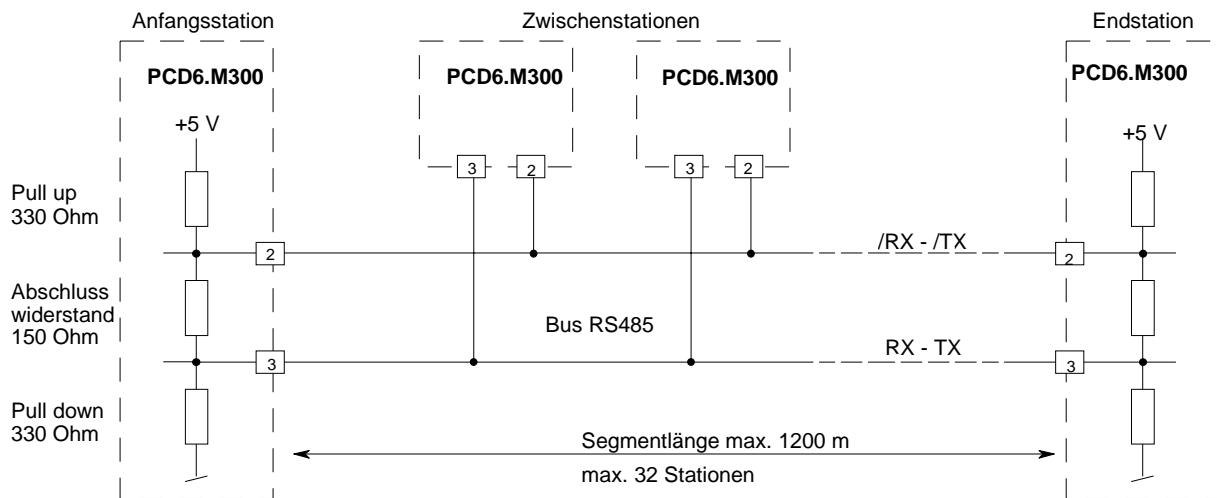 Anfangsstation
Zwischenstationen
Endstation
PCD6.M300
PCD6.M300
PCD6.M300
PCD6.M300
+5 V
+5 V
3
2
3
2
Pull up
330 Ohm
/RX - /TX
2
2
Abschluss
widerstand
150 Ohm
Bus RS485
RX - TX
3
3
Pull down
330 Ohm
Segmentlänge max. 1200 m
max. 32 Stationen